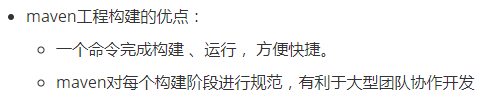 maven工程构建的优点：
一个命令完成构建 、运行 ，方便快捷。
maven对每个构建阶段进行规范，有利于大型团队协作开发